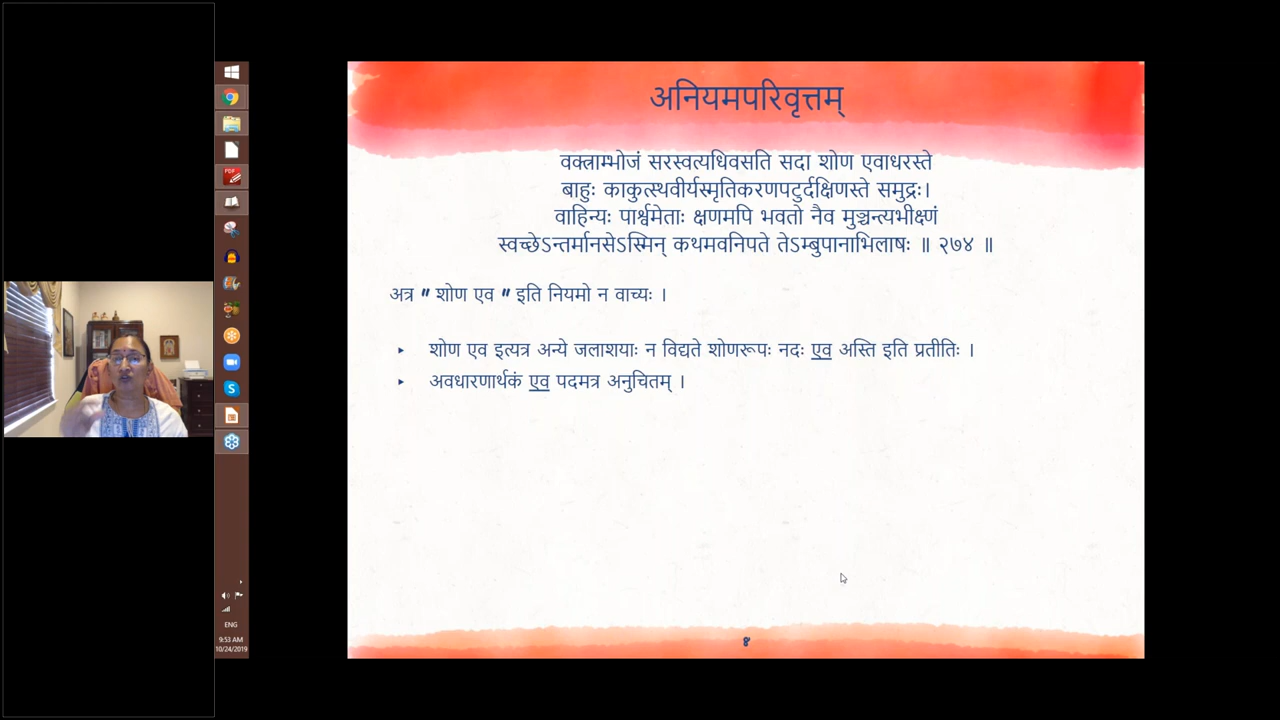 अनियमपरिवृत्तम्
वक्त्राम्भोजं सरस्वत्यधिवसति सदा शोण एवाधरस्ते
बाहुः काकुत्स्थवीर्यस्मृतिकरणपटुर्दक्षिणस्ते समुद्रः।
वाहिन्यः पार्श्वमेताः क्षणमपि भवतो नैव मुञ्चन्त्यभीक्ष्णं
स्वच्छेऽन्तर्मानसेऽस्मिन् कथमवनिपते तेऽम्बुपानाभिलाषः ॥ २७४ ॥
अत्र " शोण एव " इति नियमो न वाच्यः ।
‣ शोण एव इत्यत्र अन्ये जलाशयाः न विद्यते शोणरूपः नदः एव अस्ति इति प्रतीतिः ।
‣ अवधारणार्थकं एव पदमत्र अनुचितम् ।
PDF
ENG
9:53 AM
10/24/2019